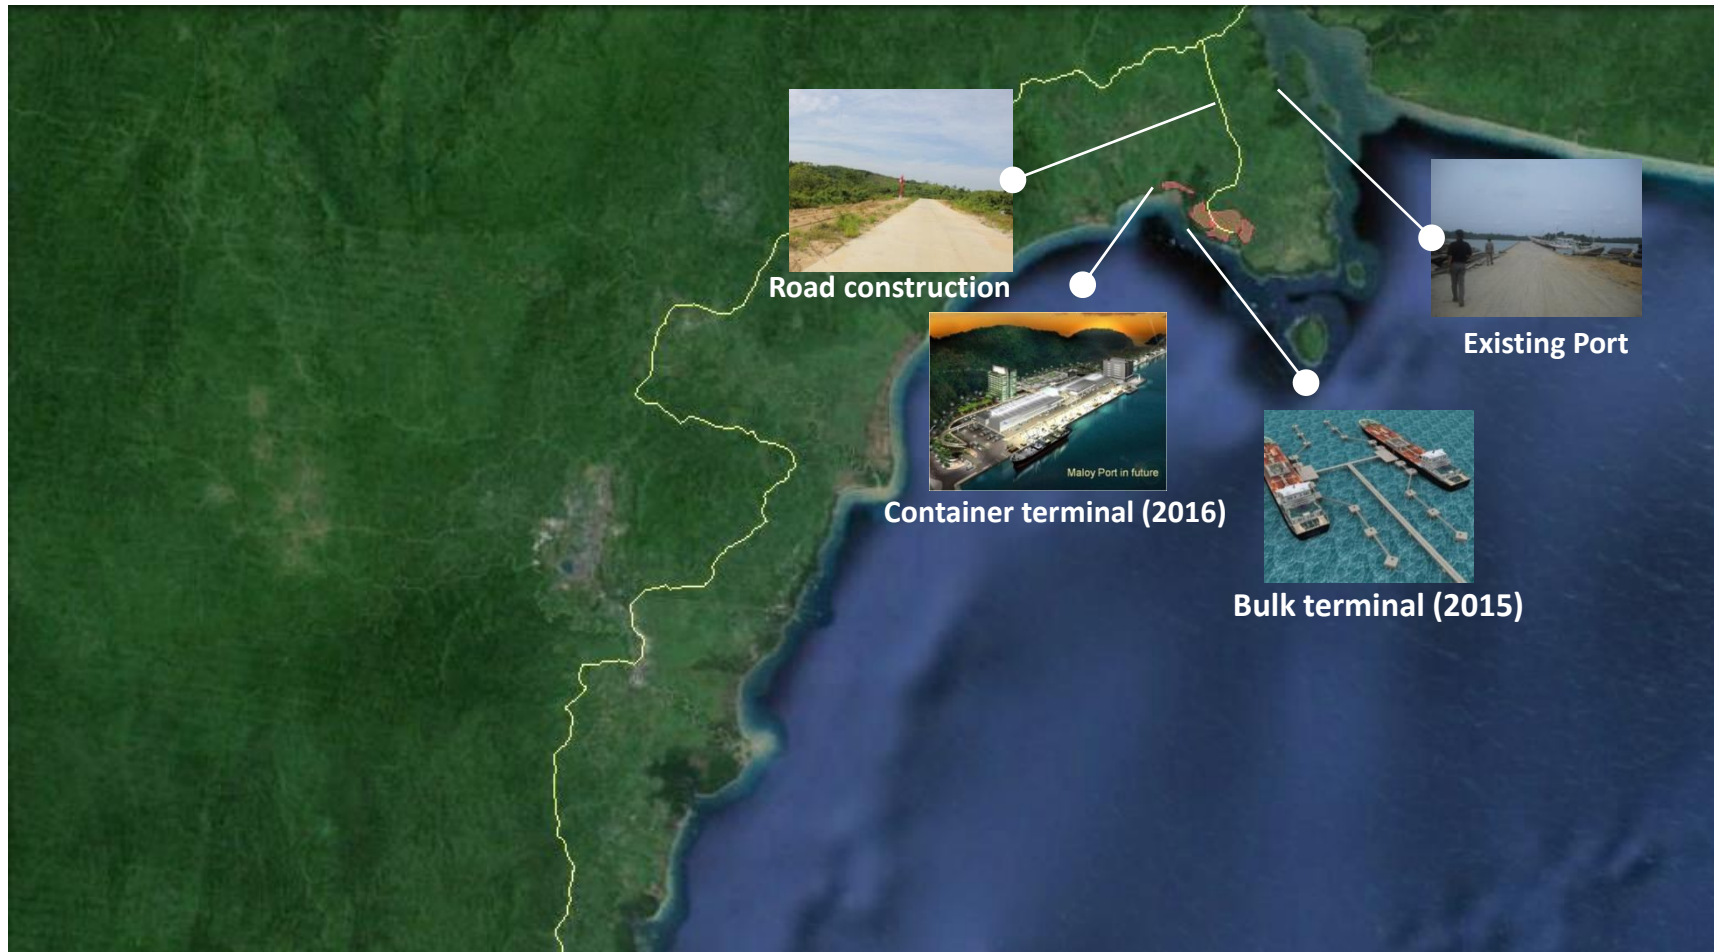 Road construction
Existing Port
Maloy Port in future
Container terminal (2016)
Bulk terminal (2015)